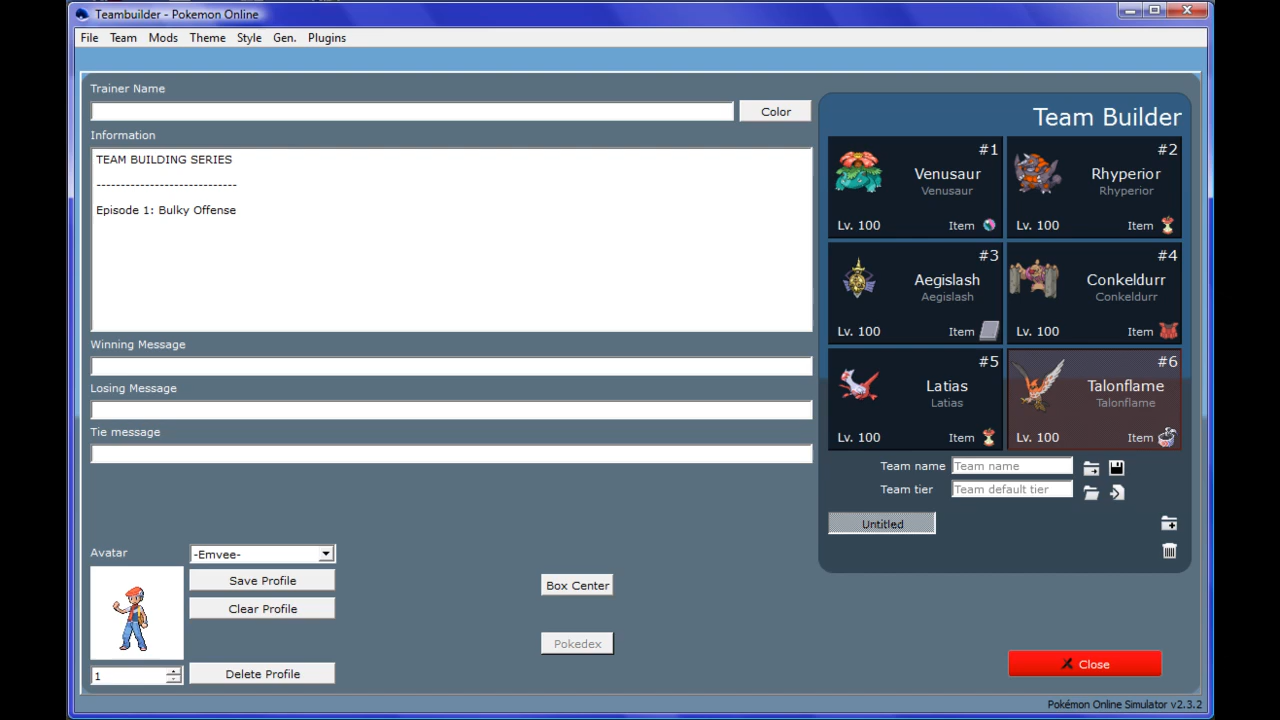 Teambuilder - Pokemon Online
File Team Mods Theme Style Gen. Plugins
Trainer Name
Color
Information
TEAM BUILDING SERIES
-----------------------------
Episode 1: Bulky Offense
Winning Message
Losing Message
Tie message
Avatar
-Emvee-
Save Profile
Clear Profile
Delete Profile
1
Box Center
Pokedex
Team Builder
#1
Venusaur
Venusaur
Lv. 100 Item
#2
Rhyperior
Rhyperior
Lv. 100 Item
#3
Aegislash
Aegislash
Lv. 100 Item
#4
Conkeldurr
Conkeldurr
Lv. 100 Item
#5
Latias
Latias
Lv. 100 Item
#6
Talonflame
Talonflame
Lv. 100 Item
Team name Team name
Team tier Team default tier
Untitled
Close
Pokémon Online Simulator v2.3.2